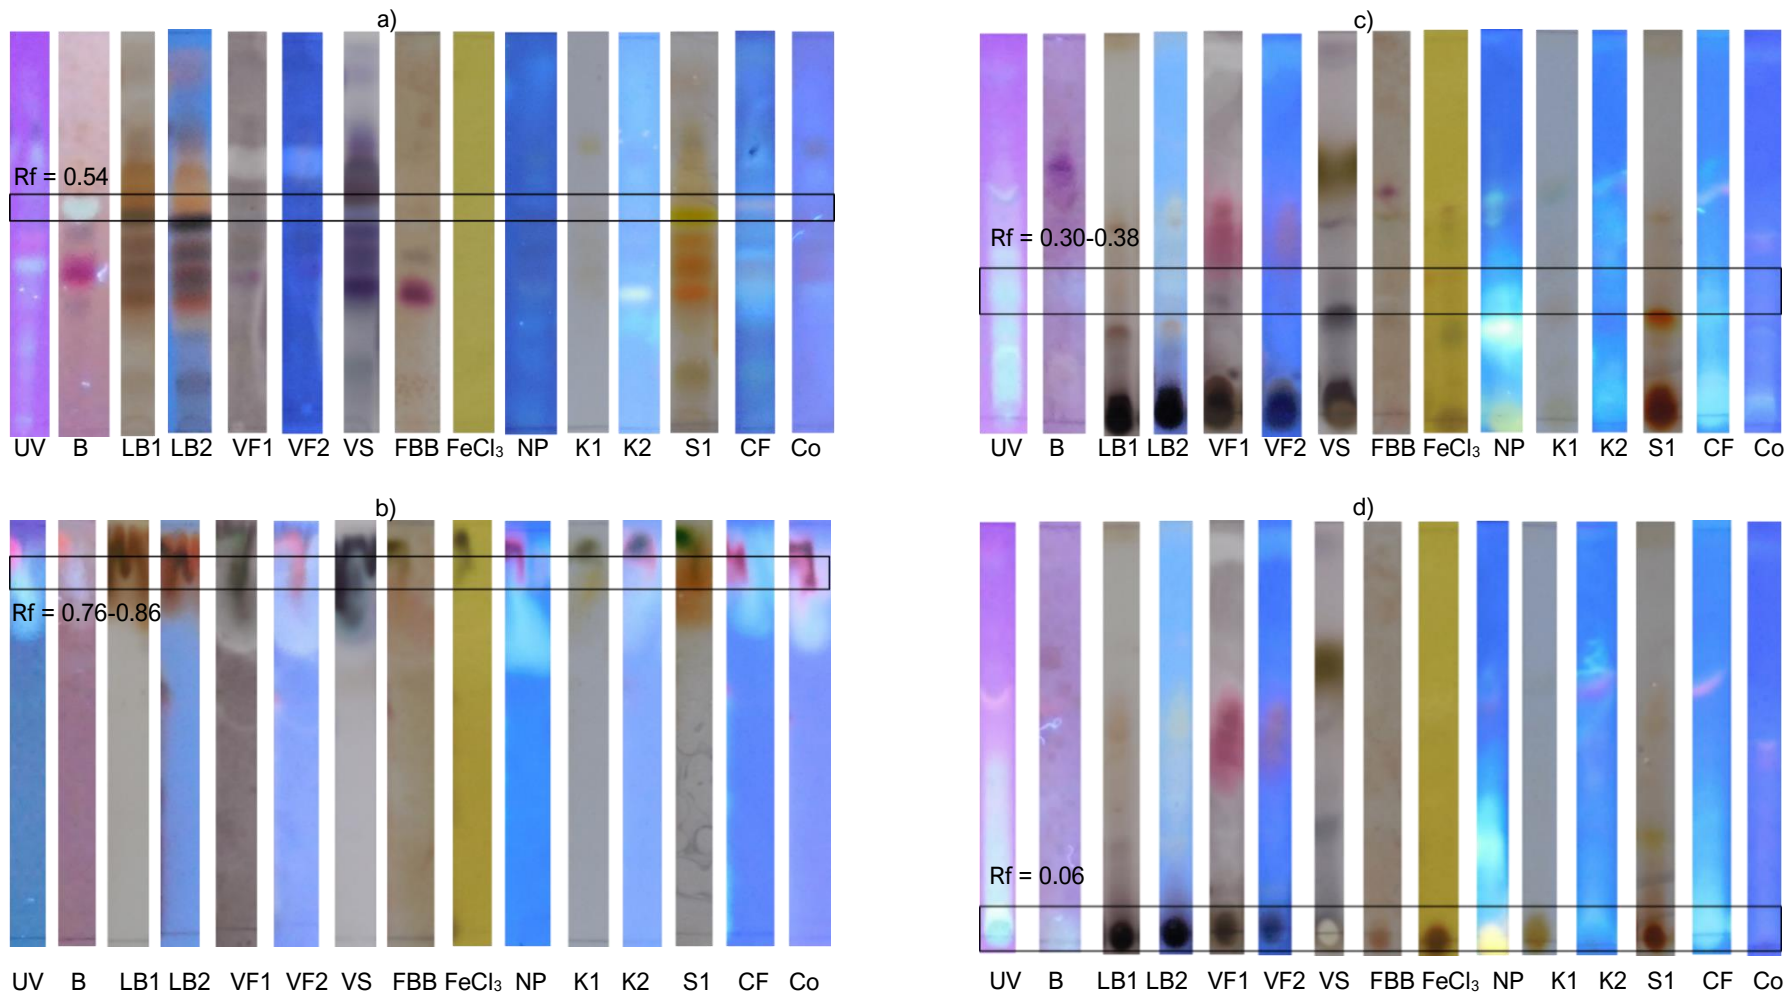 a)
Rf = 0.54
UV B LB1 LB2 VF1 VF2 VS FBB FeCl₃ NP K1 K2 S1 CF Co
b)
Rf = 0.76-0.86
UV B LB1 LB2 VF1 VF2 VS FBB FeCl₃ NP K1 K2 S1 CF Co
c)
Rf = 0.30-0.38
UV B LB1 LB2 VF1 VF2 VS FBB FeCl₃ NP K1 K2 S1 CF Co
d)
Rf = 0.06
UV B LB1 LB2 VF1 VF2 VS FBB FeCl₃ NP K1 K2 S1 CF Co